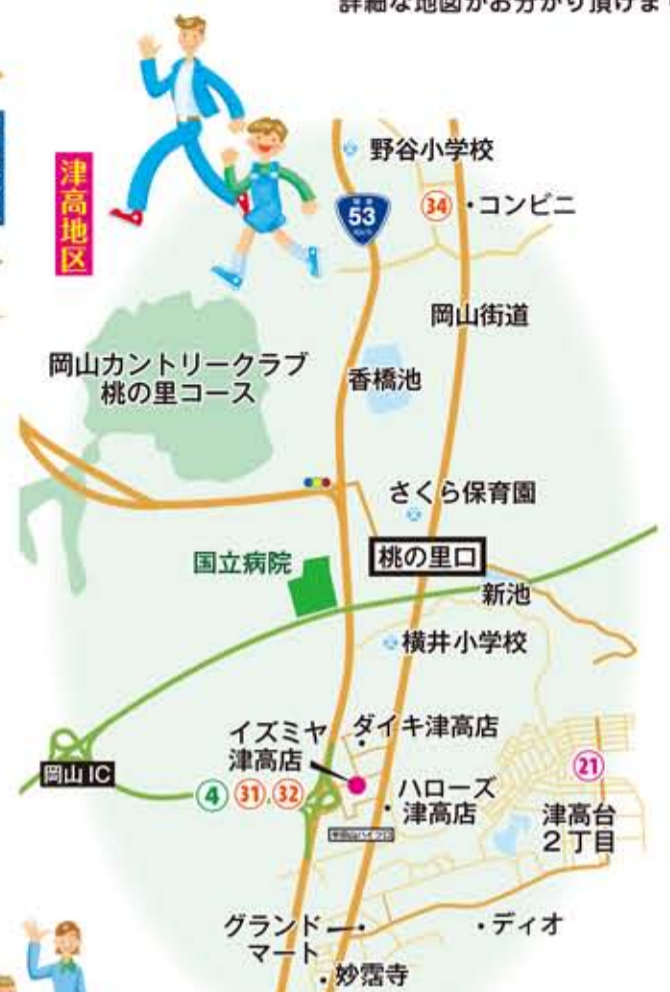 詳細な地図がお分かり頂けま
津高地区
野谷小学校
53
34
・コンビニ
岡山街道
岡山カントリークラブ
桃の里コース
香橋池
さくら保育園
国立病院
桃の里口
新池
横井小学校
イズミヤ
津高店
ダイキ津高店
岡山IC
4 31,32
ハローズ
津高店
21
津高台
2丁目
グランド
マート
・ディオ